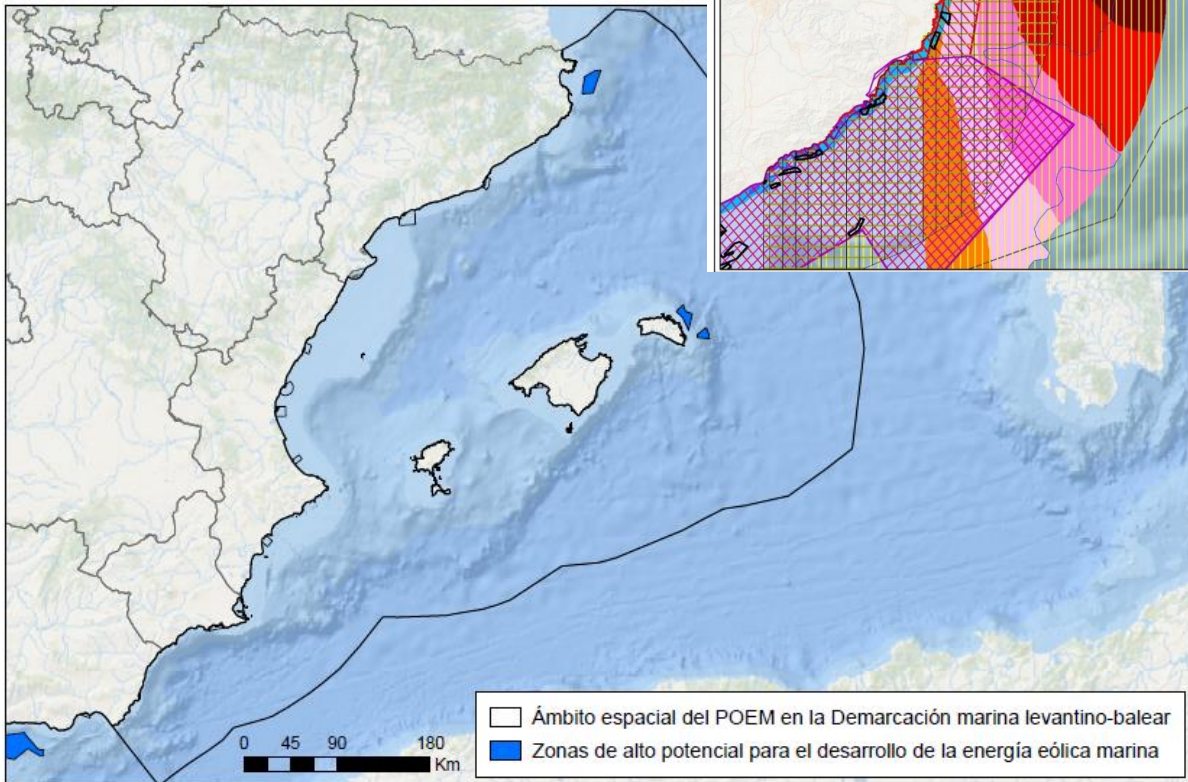 0 45 90 180
Km
Ámbito espacial del POEM en la Demarcación marina levantino-balear
Zonas de alto potencial para el desarrollo de la energía eólica marina